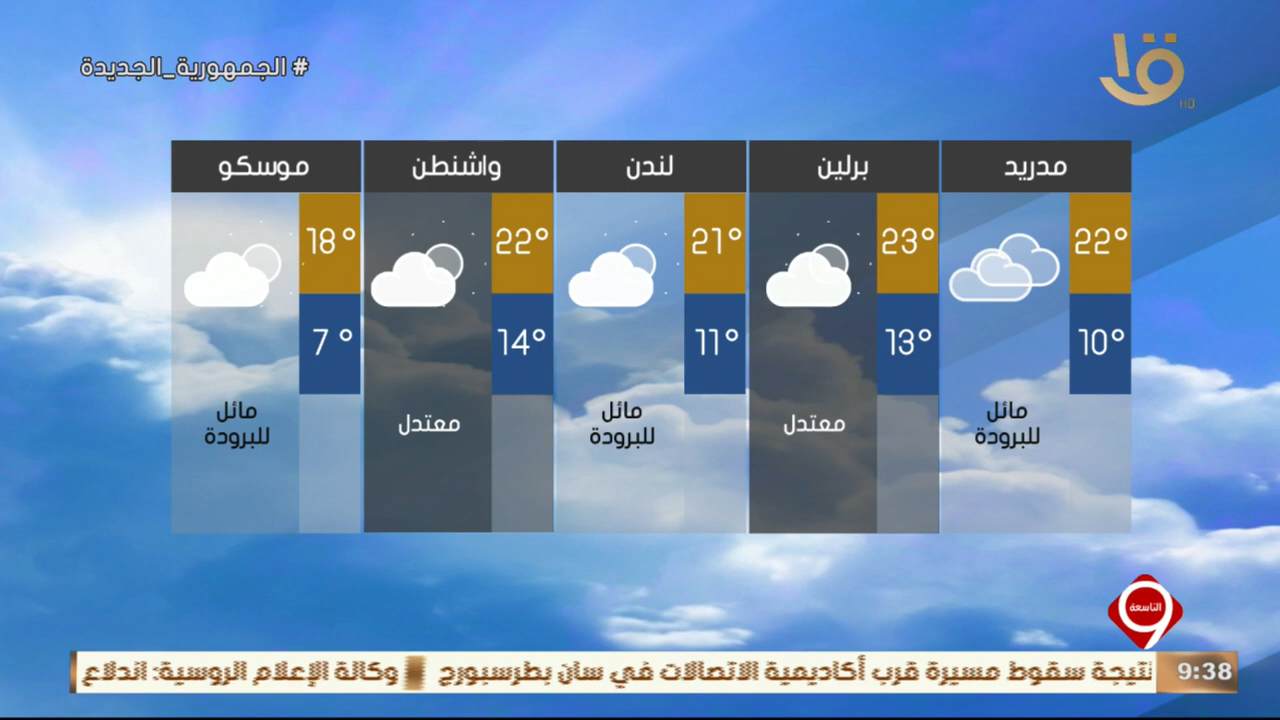 #الجمهورية_الجديدة
HD
مدريد
22°
10°
مائل
للبرودة
برلين
23°
13°
معتدل
لندن
21°
11°
مائل
للبرودة
واشنطن
22°
14°
معتدل
موسكو
18°
7°
مائل
للبرودة
التاسعة
9
9:38
نتيجة سقوط مسيرة قرب أكاديمية الاتصالات في سان بطرسبورج
وكالة الإعلام الروسية: اندلاع